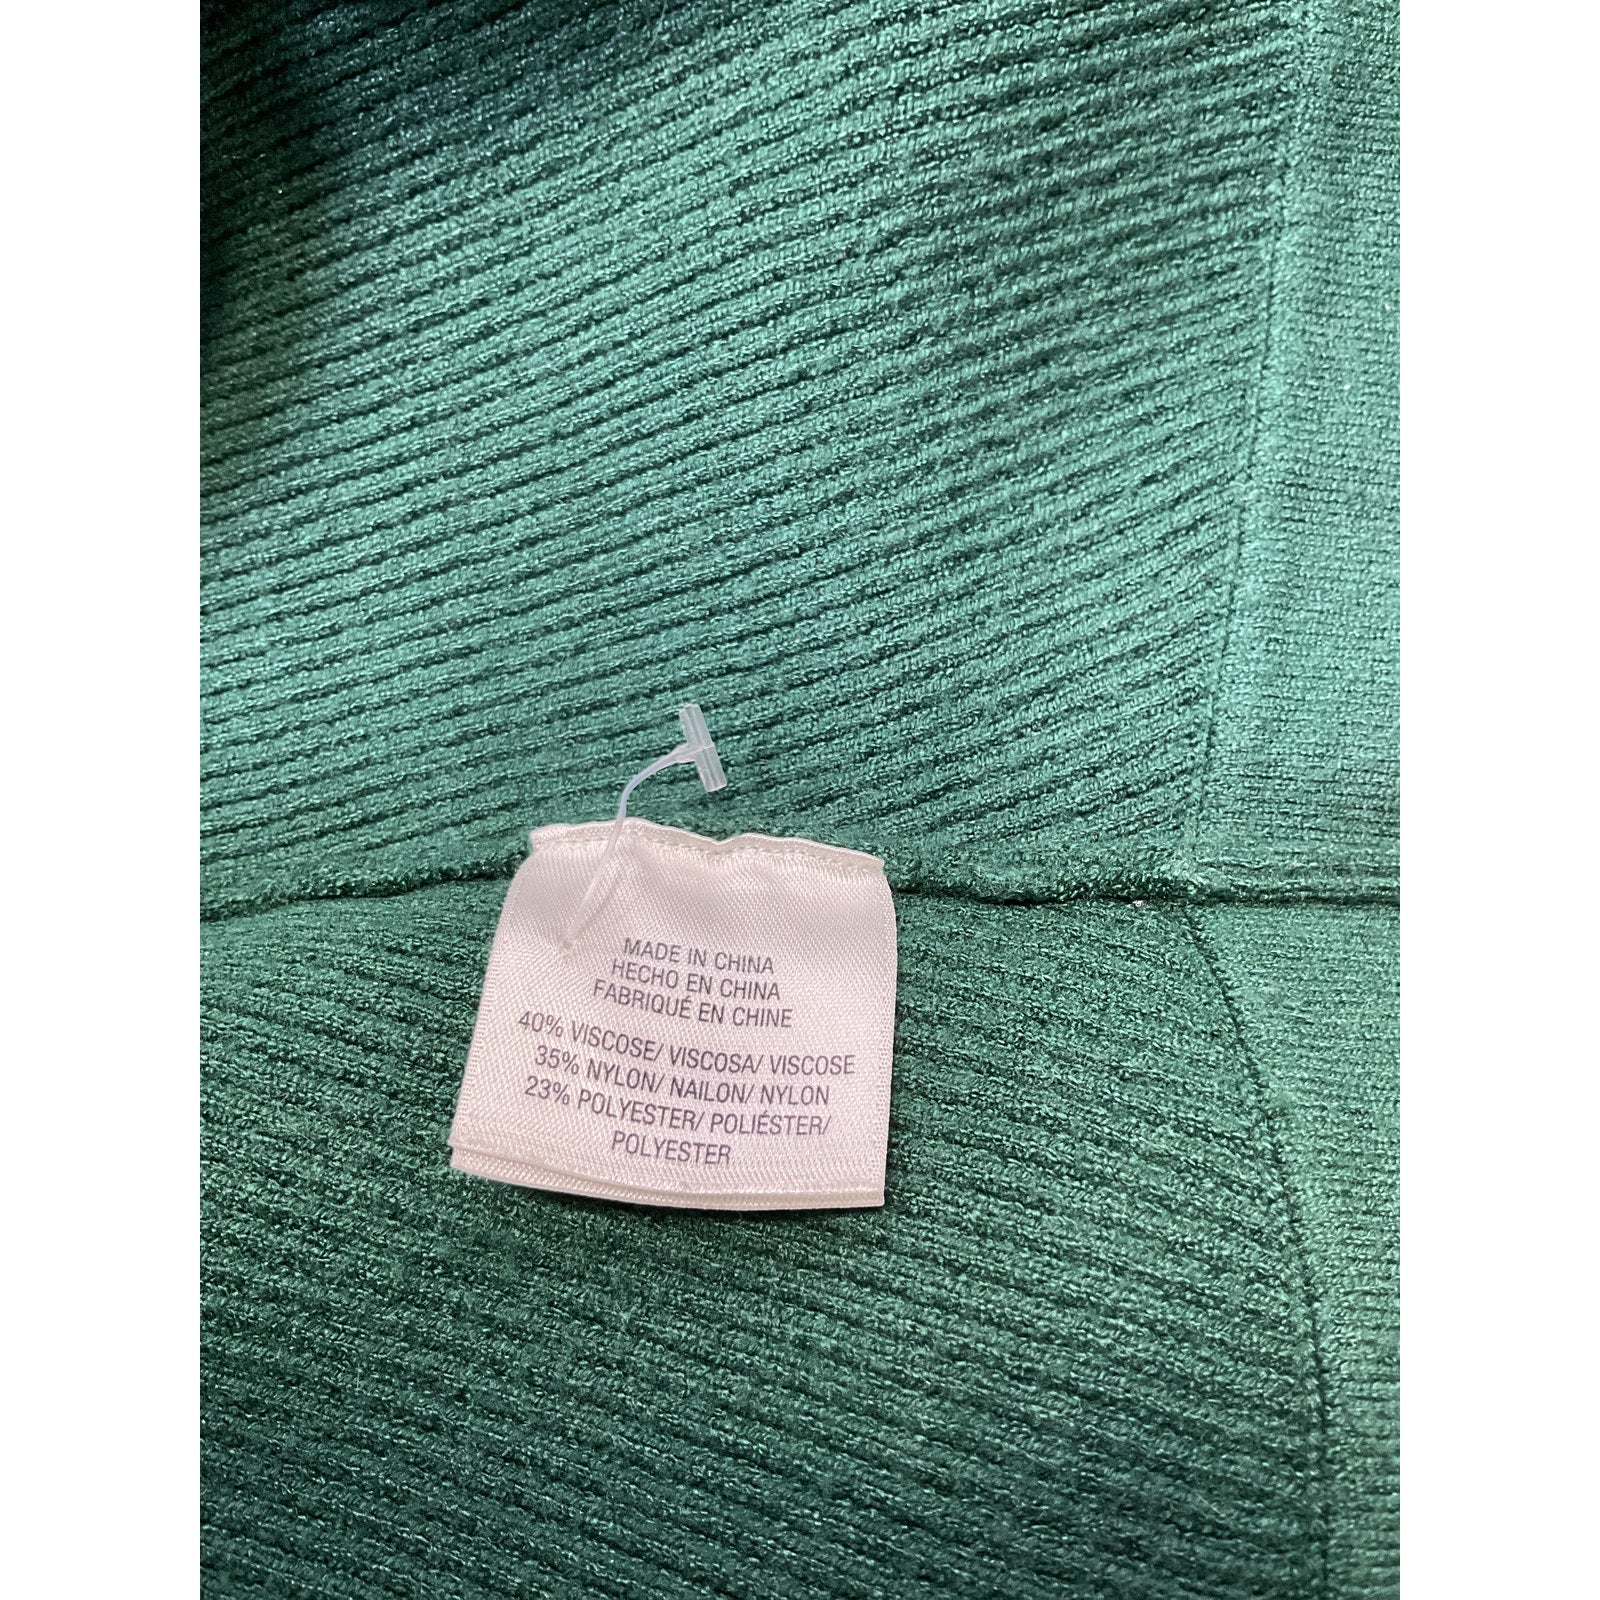 MADE IN CHINA
HECHO EN CHINA
FABRIQUÉ EN CHINE
40% VISCOSE/ VISCOSA/ VISCOSE
35% NYLON/ NAILON/ NYLON
23% POLYESTER/ POLIÉSTER/
POLYESTER